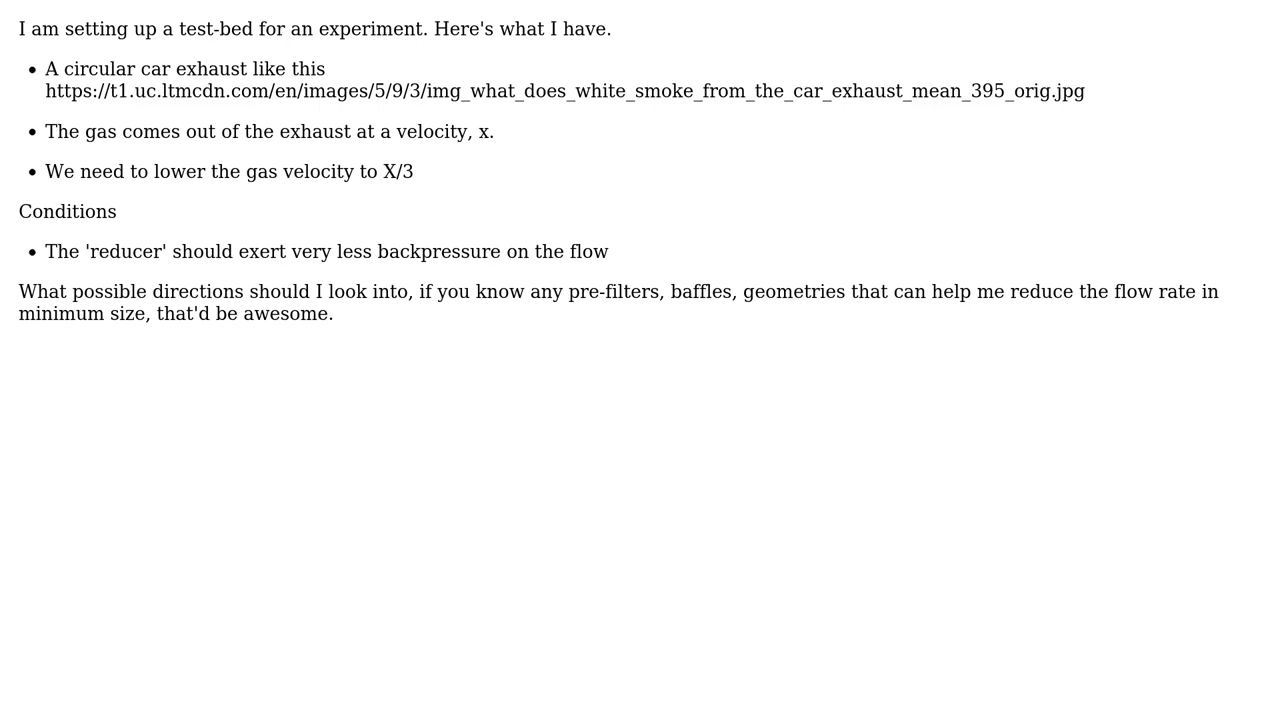 I am setting up a test-bed for an experiment. Here's what I have.
• A circular car exhaust like this
https://t1.uc.ltmcdn.com/en/images/5/9/3/img_what_does_white_smoke_from_the_car_exhaust_mean_395_orig.jpg
• The gas comes out of the exhaust at a velocity, x.
• We need to lower the gas velocity to X/3
Conditions
• The 'reducer' should exert very less backpressure on the flow
What possible directions should I look into, if you know any pre-filters, baffles, geometries that can help me reduce the flow rate in
minimum size, that'd be awesome.